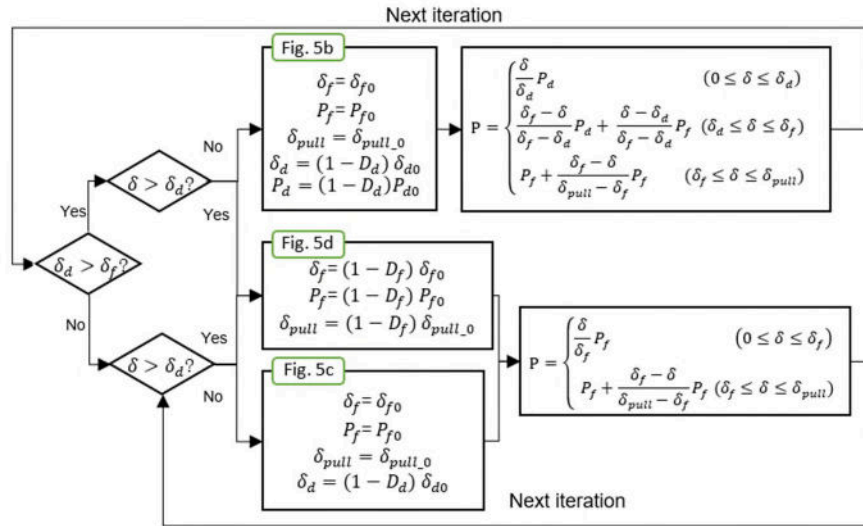 Next iteration
Fig. 5b
δ_f = δ_f0
P_f = P_f0
δ_pull = δ_pull_0
δ_d = (1 − D_d) δ_d0
P_d = (1 − D_d)P_d0
P = { δ/δ_d P_d (0 ≤ δ ≤ δ_d)
(δ_f − δ)/(δ_f − δ_d) P_d + (δ − δ_d)/(δ_f − δ_d) P_f (δ_d ≤ δ ≤ δ_f)
P_f + (δ_f − δ)/(δ_pull − δ_f) P_f (δ_f ≤ δ ≤ δ_pull)
No
δ > δ_d?
Yes
Yes
δ_d > δ_f?
No
Yes
δ > δ_d?
No
Fig. 5d
δ_f = (1 − D_f) δ_f0
P_f = (1 − D_f) P_f0
δ_pull = (1 − D_f) δ_pull_0
Fig. 5c
δ_f = δ_f0
P_f = P_f0
δ_pull = δ_pull_0
δ_d = (1 − D_d) δ_d0
P = { δ/δ_f P_f (0 ≤ δ ≤ δ_f)
P_f + (δ_f − δ)/(δ_pull − δ_f) P_f (δ_f ≤ δ ≤ δ_pull)
Next iteration